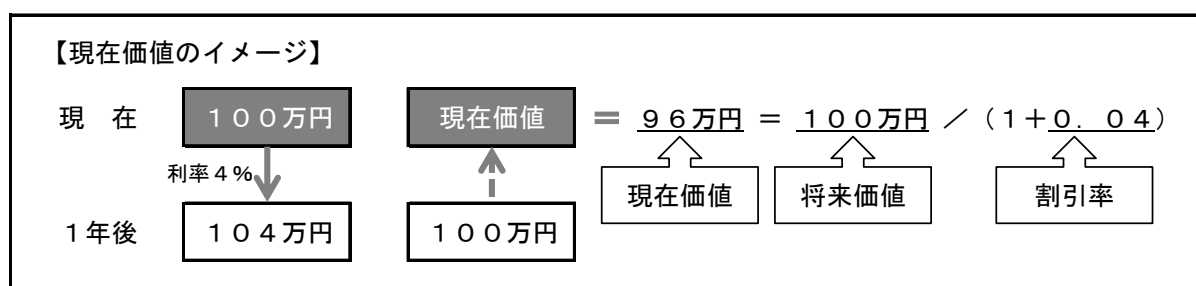 【現在価値のイメージ】
現　在　１００万円　現在価値　＝　９６万円　＝　１００万円　／（１＋０．０４）
利率４％
現在価値　将来価値　割引率
１年後　１０４万円　１００万円